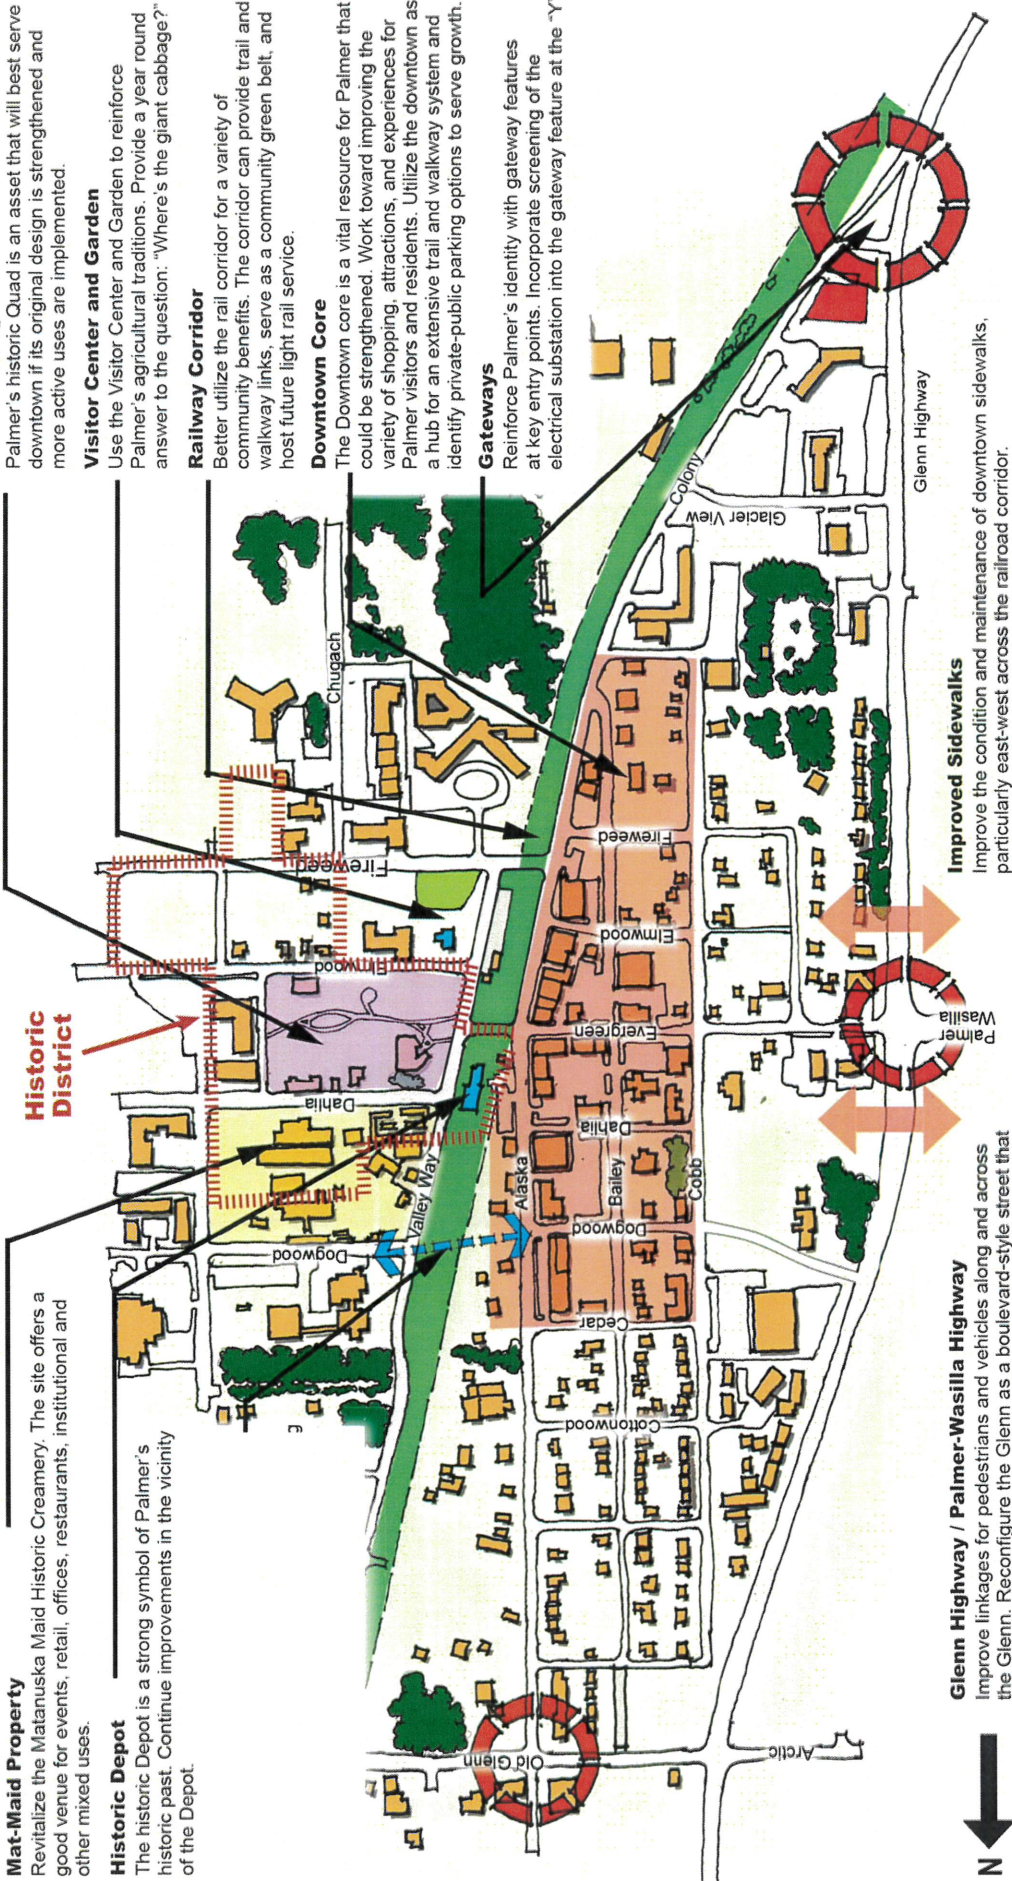 Palmer's historic Quad is an asset that will best serve
downtown if its original design is strengthened and
more active uses are implemented.
Visitor Center and Garden
Use the Visitor Center and Garden to reinforce
Palmer's agricultural traditions. Provide a year round
answer to the question: "Where's the giant cabbage?"
Railway Corridor
Better utilize the rail corridor for a variety of
community benefits. The corridor can provide trail and
walkway links, serve as a community green belt, and
host future light rail service.
Downtown Core
The Downtown core is a vital resource for Palmer that
could be strengthened. Work toward improving the
variety of shopping, attractions, and experiences for
Palmer visitors and residents. Utilize the downtown as
a hub for an extensive trail and walkway system and
identify private-public parking options to serve growth.
Gateways
Reinforce Palmer's identity with gateway features
at key entry points. Incorporate screening of the
electrical substation into the gateway feature at the "Y"
Mat-Maid Property
Revitalize the Matanuska Maid Historic Creamery. The site offers a
good venue for events, retail, offices, restaurants, institutional and
other mixed uses.
Historic Depot
The historic Depot is a strong symbol of Palmer's
historic past. Continue improvements in the vicinity
of the Depot.
Historic
District
Chugach
Fireweed
Elmwood
Dahlia
Dogwood
Valley Way
g
Alaska
Colony
Glacier View
Fireweed
Elmwood
Evergreen
Dahlia
Bailey
Dogwood
Cobb
Cedar
Cottonwood
Old Glenn
Arctic
Palmer
Wasilla
Glenn Highway
Glenn Highway / Palmer-Wasilla Highway
Improve linkages for pedestrians and vehicles along and across
the Glenn. Reconfigure the Glenn as a boulevard-style street that
Improved Sidewalks
Improve the condition and maintenance of downtown sidewalks,
particularly east-west across the railroad corridor.
N